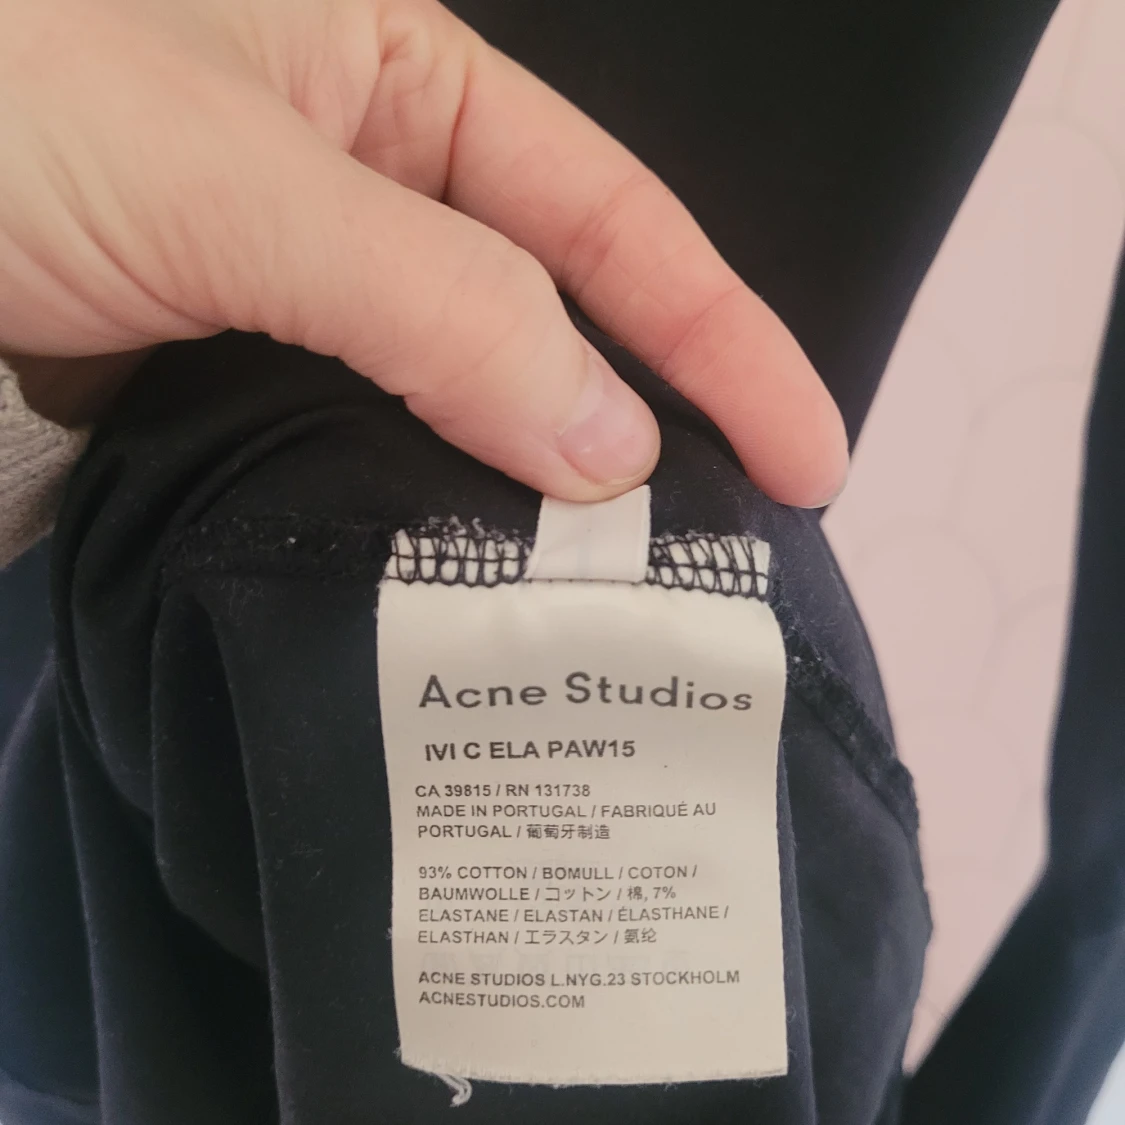 Acne Studios
IVI C ELA PAW15
CA 39815 / RN 131738
MADE IN PORTUGAL / FABRIQUÉ AU
PORTUGAL / 葡萄牙制造
93% COTTON / BOMULL / COTON /
BAUMWOLLE / コットン / 棉, 7%
ELASTANE / ELASTAN / ÉLASTHANE /
ELASTHAN / エラスタン / 氨纶
ACNE STUDIOS L.NYG.23 STOCKHOLM
ACNESTUDIOS.COM